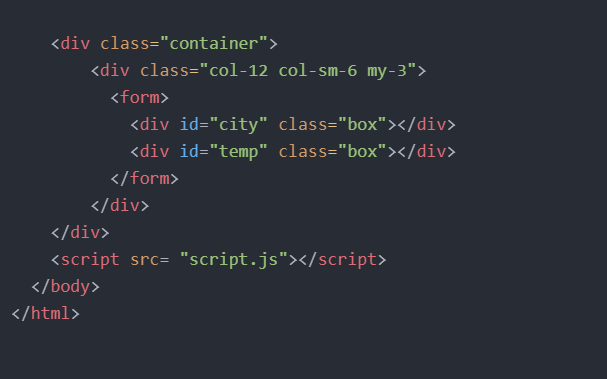 <div class="container">
<div class="col-12 col-sm-6 my-3">
<form>
<div id="city" class="box"></div>
<div id="temp" class="box"></div>
</form>
</div>
</div>
<script src= "script.js"></script>
</body>
</html>